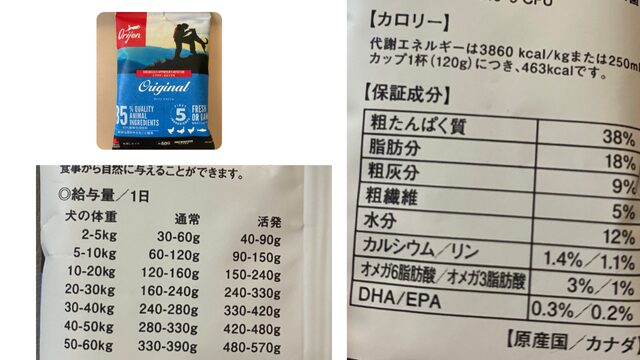 Orijen
Original
85 % QUALITY
ANIMAL
INGREDIENTS
5
FRESH
OR RAW
食事から自然に与えることができます。
◎給与量／1日
犬の体重 通常 活発
2-5kg 30-60g 40-90g
5-10kg 60-120g 90-150g
10-20kg 120-160g 150-240g
20-30kg 160-240g 240-330g
30-40kg 240-280g 330-420g
40-50kg 280-330g 420-480g
50-60kg 330-390g 480-570g
【カロリー】
代謝エネルギーは3860 kcal/kgまたは250ml
カップ1杯（120g）につき、463kcalです。
【保証成分】
粗たんぱく質 38%
脂肪分 18%
粗灰分 9%
粗繊維 5%
水分 12%
カルシウム／リン 1.4%／1.1%
オメガ6脂肪酸／オメガ3脂肪酸 3%／1%
DHA/EPA 0.3%／0.2%
【原産国／カナダ